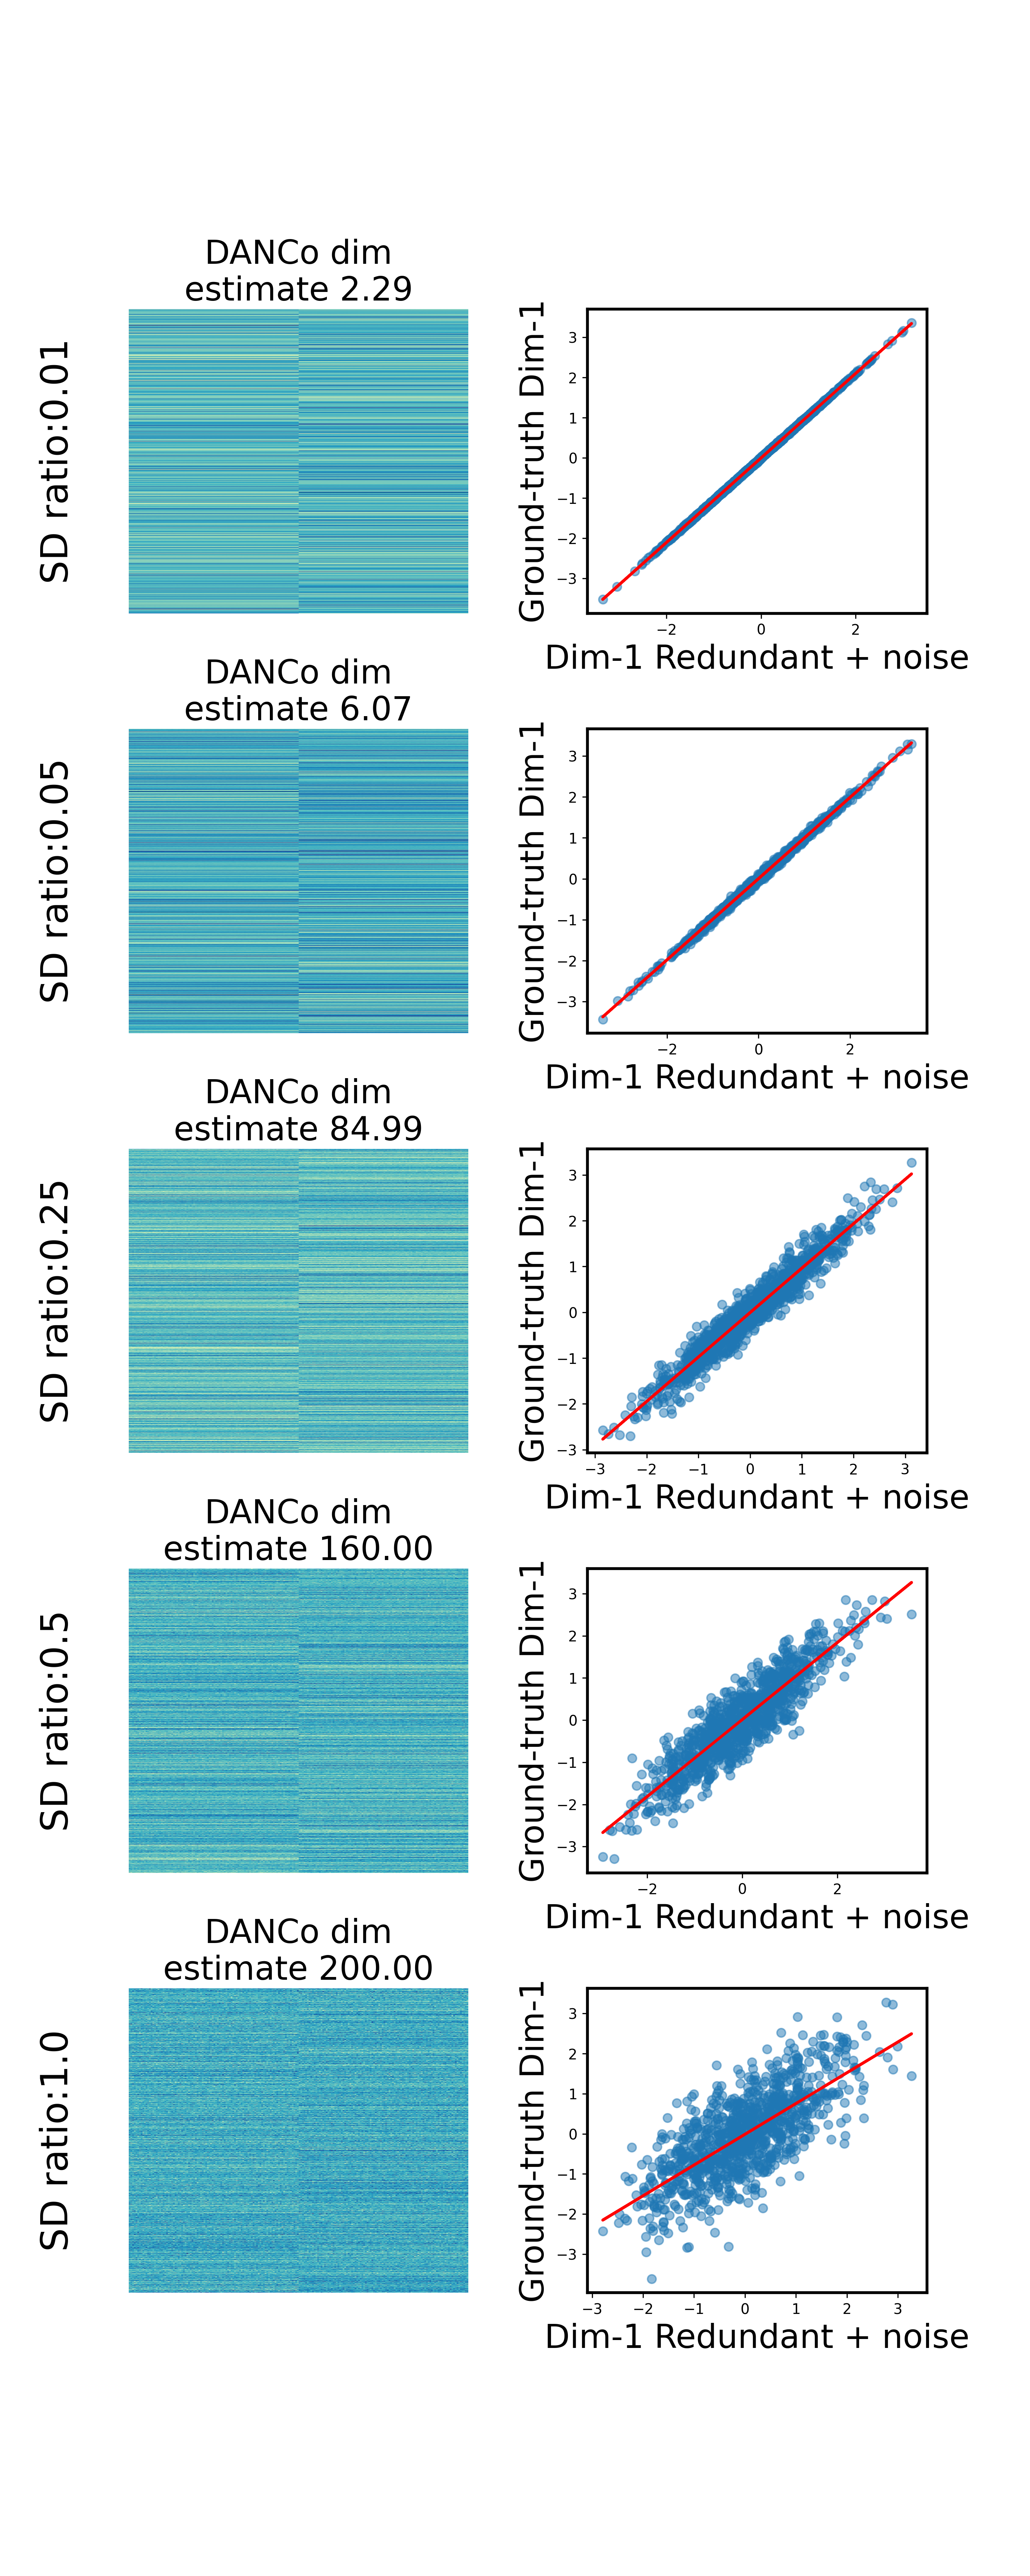 DANCo dim
estimate 2.29
SD ratio:0.01
Ground-truth Dim-1
3
2
1
0
−1
−2
−3
−2 0 2
Dim-1 Redundant + noise
DANCo dim
estimate 6.07
SD ratio:0.05
Ground-truth Dim-1
3
2
1
0
−1
−2
−3
−2 0 2
Dim-1 Redundant + noise
DANCo dim
estimate 84.99
SD ratio:0.25
Ground-truth Dim-1
3
2
1
0
−1
−2
−3
−3 −2 −1 0 1 2 3
Dim-1 Redundant + noise
DANCo dim
estimate 160.00
SD ratio:0.5
Ground-truth Dim-1
3
2
1
0
−1
−2
−3
−2 0 2
Dim-1 Redundant + noise
DANCo dim
estimate 200.00
SD ratio:1.0
Ground-truth Dim-1
3
2
1
0
−1
−2
−3
−3 −2 −1 0 1 2 3
Dim-1 Redundant + noise